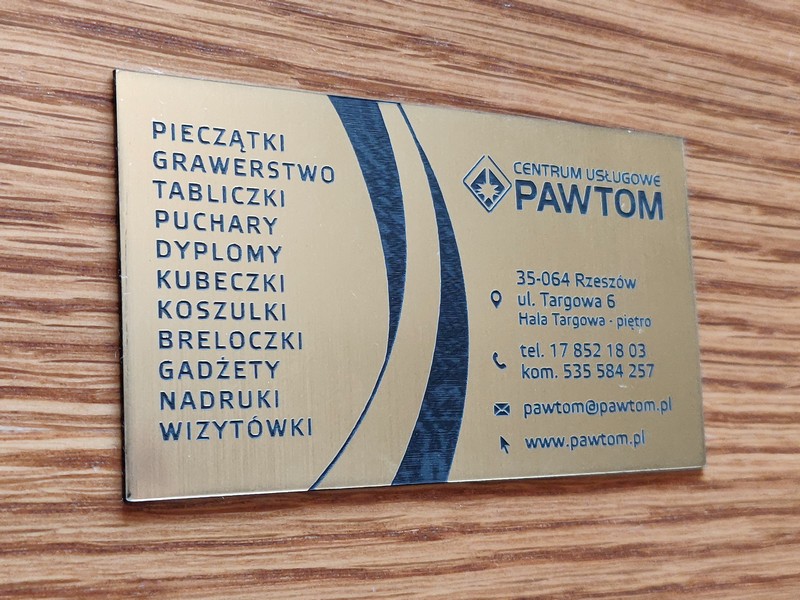 PIECZĄTKI
GRAWERSTWO
TABLICZKI
PUCHARY
DYPLOMY
KUBECZKI
KOSZULKI
BRELOCZKI
GADŻETY
NADRUKI
WIZYTÓWKI
CENTRUM USŁUGOWE
PAWTOM
35-064 Rzeszów
ul. Targowa 6
Hala Targowa - piętro
tel. 17 852 18 03
kom. 535 584 257
pawtom@pawtom.pl
www.pawtom.pl